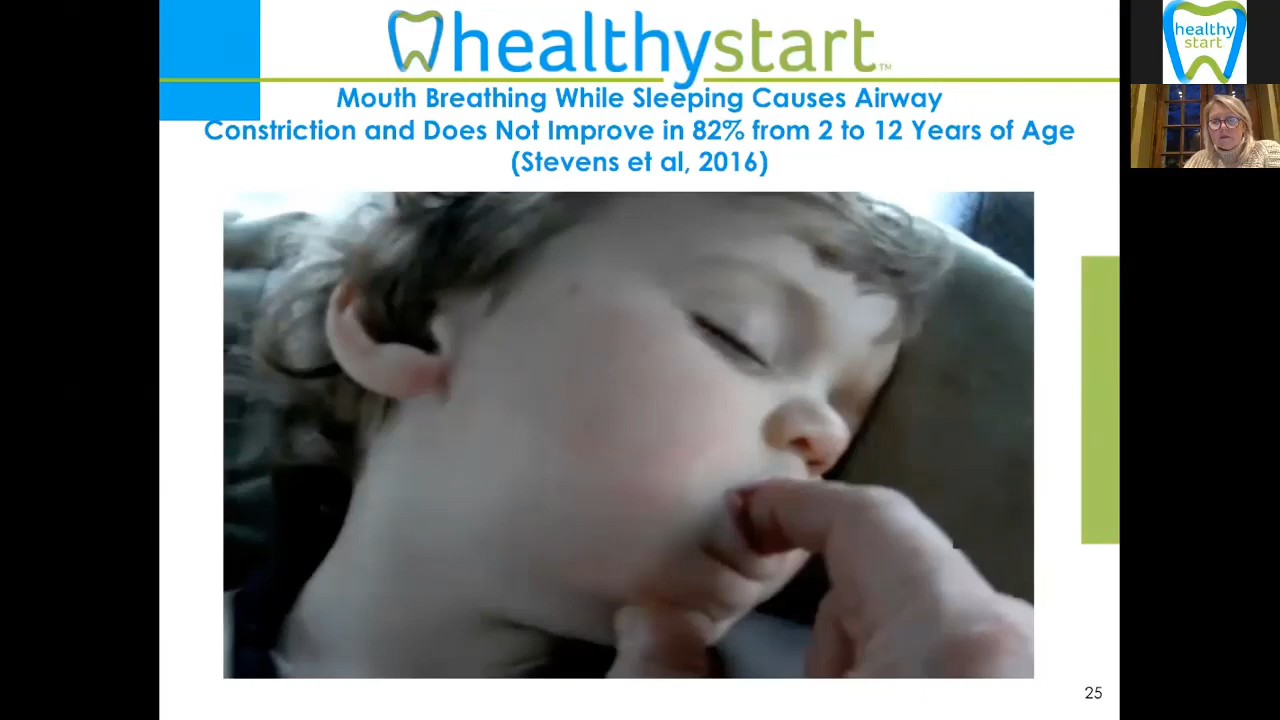 healthystart™
Mouth Breathing While Sleeping Causes Airway
Constriction and Does Not Improve in 82% from 2 to 12 Years of Age
(Stevens et al, 2016)
25
healthy
start